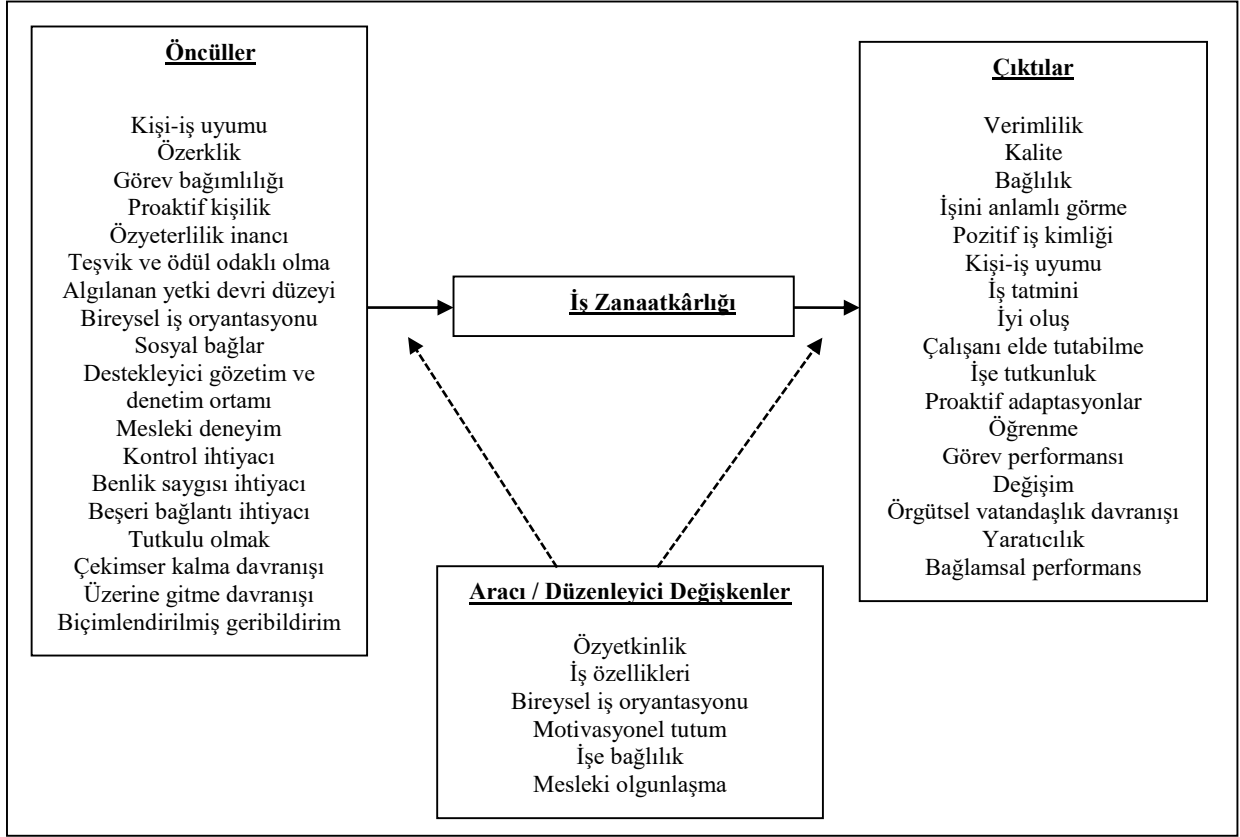 Öncüller
Kişi-iş uyumu
Özerklik
Görev bağımlılığı
Proaktif kişilik
Özyeterlilik inancı
Teşvik ve ödül odaklı olma
Algılanan yetki devri düzeyi
Bireysel iş oryantasyonu
Sosyal bağlar
Destekleyici gözetim ve
denetim ortamı
Mesleki deneyim
Kontrol ihtiyacı
Benlik saygısı ihtiyacı
Beşeri bağlantı ihtiyacı
Tutkulu olmak
Çekimser kalma davranışı
Üzerine gitme davranışı
Biçimlendirilmiş geribildirim
İş Zanaatkârlığı
Aracı / Düzenleyici Değişkenler
Özyetkinlik
İş özellikleri
Bireysel iş oryantasyonu
Motivasyonel tutum
İşe bağlılık
Mesleki olgunlaşma
Çıktılar
Verimlilik
Kalite
Bağlılık
İşini anlamlı görme
Pozitif iş kimliği
Kişi-iş uyumu
İş tatmini
İyi oluş
Çalışanı elde tutabilme
İşe tutkunluk
Proaktif adaptasyonlar
Öğrenme
Görev performansı
Değişim
Örgütsel vatandaşlık davranışı
Yaratıcılık
Bağlamsal performans